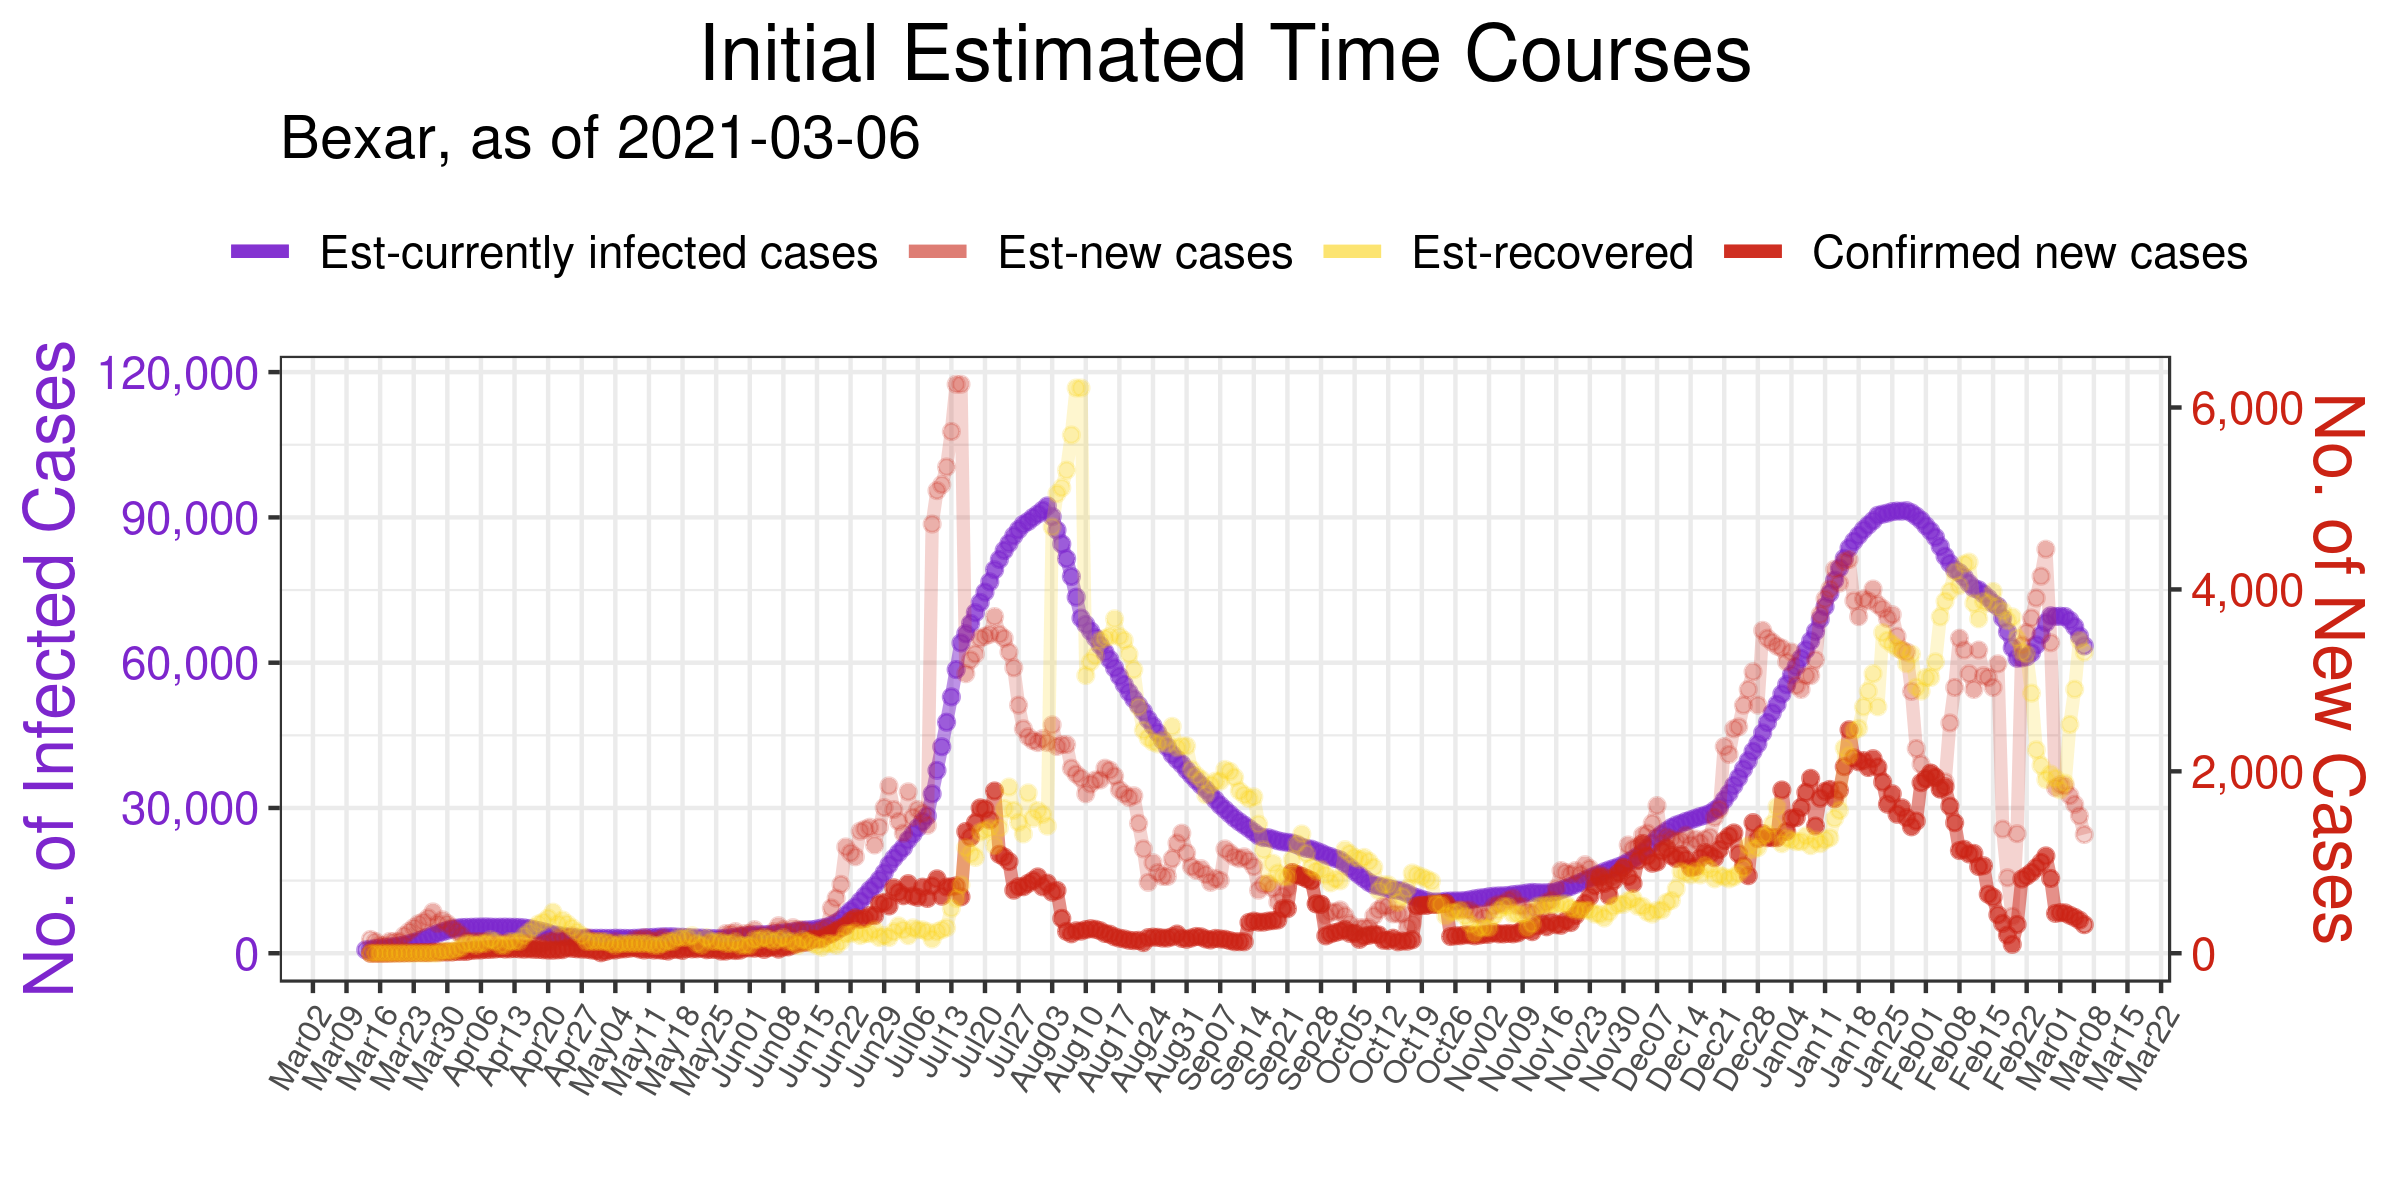 Initial Estimated Time Courses
Bexar, as of 2021-03-06
Est-currently infected cases Est-new cases Est-recovered Confirmed new cases
No. of Infected Cases
120,000
90,000
60,000
30,000
0
6,000
4,000
2,000
0
No. of New Cases
Mar02 Mar09 Mar16 Mar23 Mar30 Apr06 Apr13 Apr20 Apr27 May04 May11 May18 May25 Jun01 Jun08 Jun15 Jun22 Jun29 Jul06 Jul13 Jul20 Jul27 Aug03 Aug10 Aug17 Aug24 Aug31 Sep07 Sep14 Sep21 Sep28 Oct05 Oct12 Oct19 Oct26 Nov02 Nov09 Nov16 Nov23 Nov30 Dec07 Dec14 Dec21 Dec28 Jan04 Jan11 Jan18 Jan25 Feb01 Feb08 Feb15 Feb22 Mar01 Mar08 Mar15 Mar22